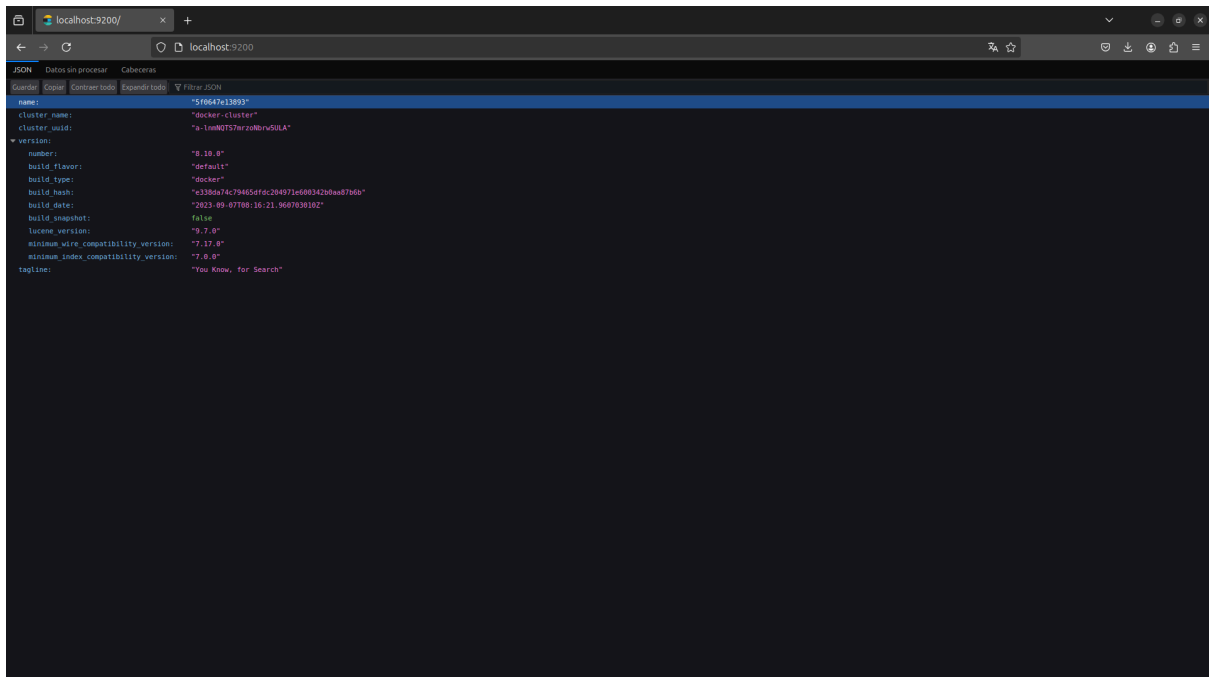 localhost:9200/
localhost:9200
JSON Datos sin procesar Cabeceras
Guardar Copiar Contraer todo Expandir todo Filtrar JSON
name: "5f0647e13893"
cluster_name: "docker-cluster"
cluster_uuid: "a-lnmNQTS7mrzoNbrw5ULA"
version:
number: "8.10.0"
build_flavor: "default"
build_type: "docker"
build_hash: "e338da74c79465dfdc204971e600342b0aa87b6b"
build_date: "2023-09-07T08:16:21.960703010Z"
build_snapshot: false
lucene_version: "9.7.0"
minimum_wire_compatibility_version: "7.17.0"
minimum_index_compatibility_version: "7.0.0"
tagline: "You Know, for Search"